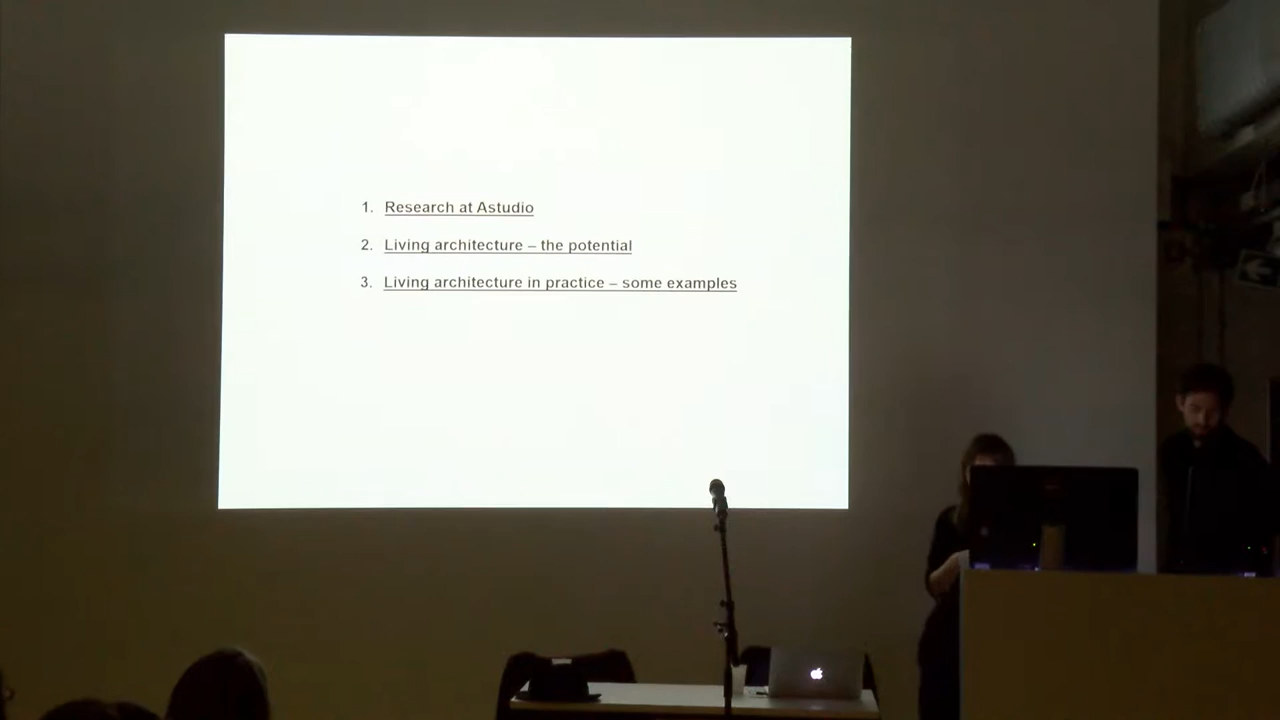 1. Research at Astudio
2. Living architecture – the potential
3. Living architecture in practice – some examples